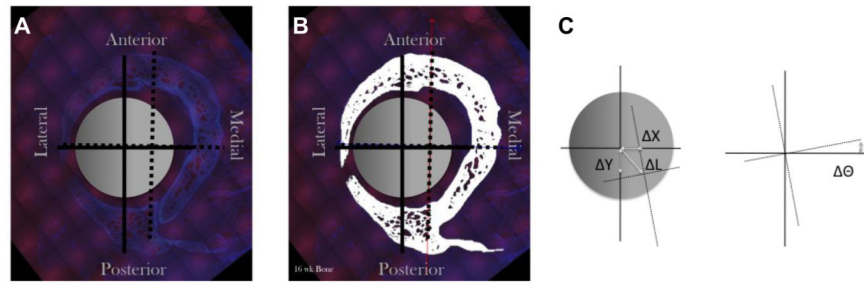 A
Anterior
Lateral
Medial
Posterior
B
Anterior
Lateral
Medial
16 wk Bone
Posterior
C
ΔX
ΔY
ΔL
ΔΘ